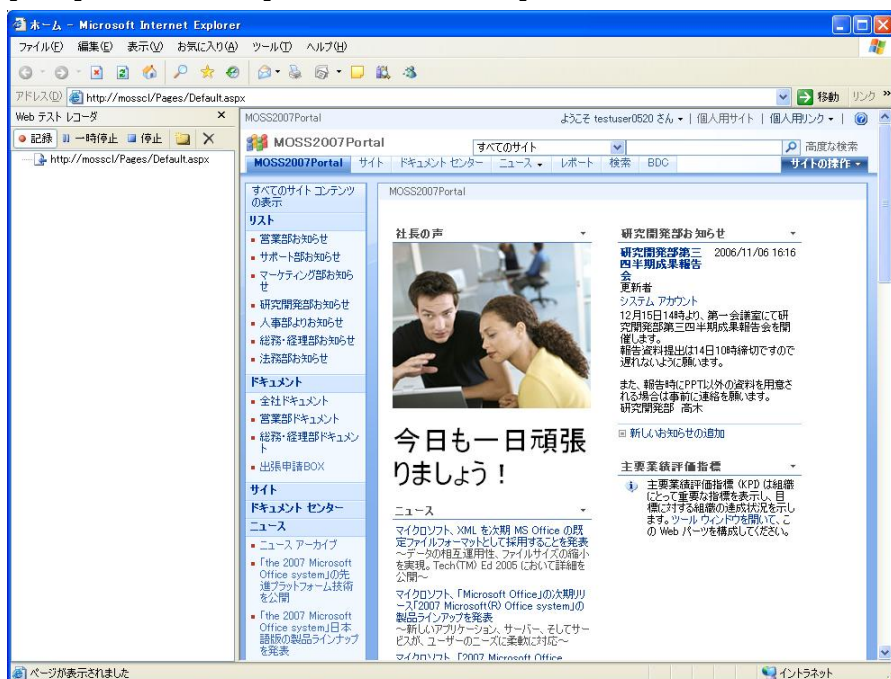 ホーム - Microsoft Internet Explorer
ファイル(F) 編集(E) 表示(V) お気に入り(A) ツール(T) ヘルプ(H)
アドレス(D) http://mosscl/Pages/Default.aspx 移動 リンク »
Web テスト レコーダ ×
記録 一時停止 停止
http://mosscl/Pages/Default.aspx
MOSS2007Portal ようこそ testuser0520 さん 個人用サイト | 個人用リンク |
MOSS2007Portal すべてのサイト 高度な検索
MOSS2007Portal サイト ドキュメント センター ニュース レポート 検索 BDC サイトの操作
すべてのサイト コンテンツ
の表示
リスト
営業部お知らせ
サポート部お知らせ
マーケティング部お知ら
せ
研究開発部お知らせ
人事部よりお知らせ
総務・経理部お知らせ
法務部お知らせ
ドキュメント
全社ドキュメント
営業部ドキュメント
総務・経理部ドキュメン
ト
出張申請BOX
サイト
ドキュメント センター
ニュース
ニュース アーカイブ
「the 2007 Microsoft
Office system」の先
進プラットフォーム技術
を公開
「the 2007 Microsoft
Office system」日本
語版の製品ラインナップ
を発表
MOSS2007Portal
社長の声
今日も一日頑張
りましょう！
ニュース
マイクロソフト、XML を次期 MS Office の既
定ファイルフォーマットとして採用することを発表
～データの相互運用性、ファイルサイズの縮小
を実現。Tech(TM) Ed 2005 において詳細を
公開～
マイクロソフト、「Microsoft Office」の次期リリ
ース「2007 Microsoft(R) Office system」の
製品ラインアップを発表
～新しいアプリケーション、サーバー、そしてサー
ビスが、ユーザーのニーズに柔軟に対応～
マイクロソフト、「2007 Microsoft Office
研究開発部お知らせ
研究開発部第三 2006/11/06 16:16
四半期成果報告
会
更新者
システム アカウント
12月15日14時より、第一会議室にて研
究開発部第三四半期成果報告会を開
催します。
報告資料提出は14日10時締切ですので
遅れないように願います。
また、報告時にPPT以外の資料を用意さ
れる場合は事前に連絡を願います。
研究開発部 高木
新しいお知らせの追加
主要業績評価指標
主要業績評価指標 (KPI) は組織
にとって重要な指標を表示し、目
標に対する組織の達成状況を示し
ます。ツール ウィンドウを開いて、こ
の Web パーツを構成してください。
ページが表示されました イントラネット